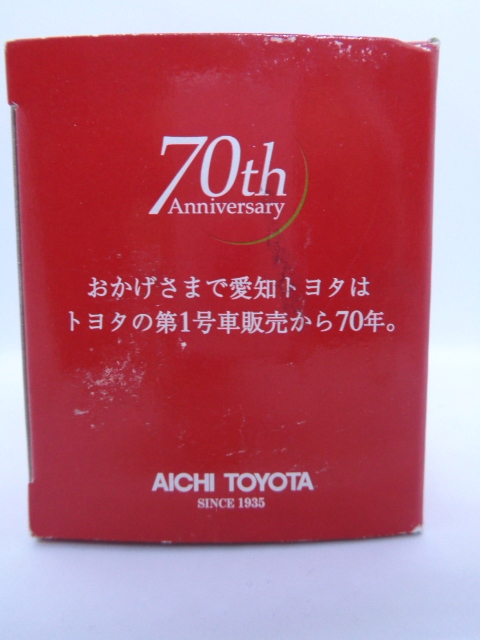 70th
Anniversary
おかげさまで愛知トヨタは
トヨタの第1号車販売から70年。
AICHI TOYOTA
SINCE 1935